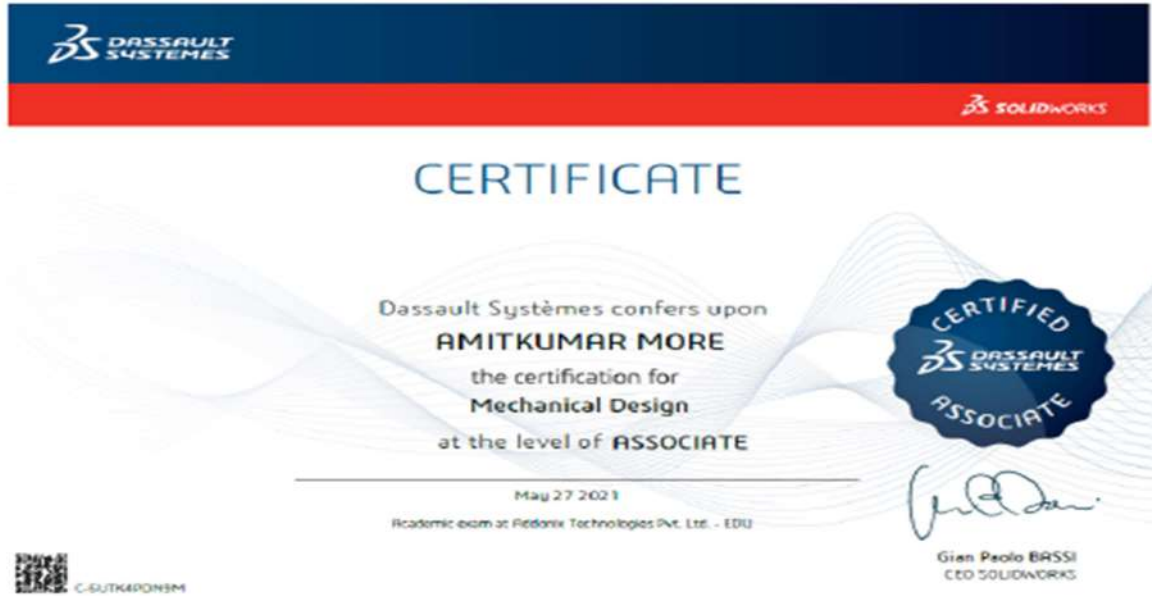 DASSAULT
SYSTEMES
SOLIDWORKS
CERTIFICATE
Dassault Systèmes confers upon
AMITKUMAR MORE
the certification for
Mechanical Design
at the level of ASSOCIATE
May 27 2021
Academic exam at Addonix Technologies Pvt. Ltd. - EDU
CERTIFIED
DASSAULT
SYSTEMES
ASSOCIATE
Gian Paolo BASSI
CEO SOLIDWORKS